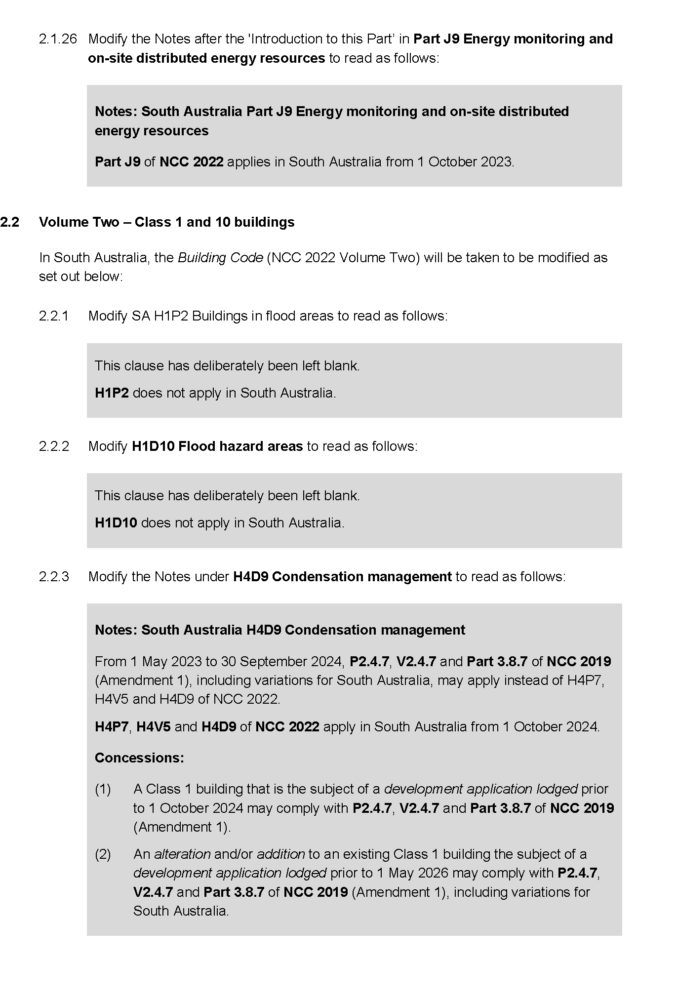 2.1.26 Modify the Notes after the 'Introduction to this Part’ in Part J9 Energy monitoring and
on-site distributed energy resources to read as follows:
Notes: South Australia Part J9 Energy monitoring and on-site distributed
energy resources
Part J9 of NCC 2022 applies in South Australia from 1 October 2023.
2.2 Volume Two – Class 1 and 10 buildings
In South Australia, the Building Code (NCC 2022 Volume Two) will be taken to be modified as
set out below:
2.2.1 Modify SA H1P2 Buildings in flood areas to read as follows:
This clause has deliberately been left blank.
H1P2 does not apply in South Australia.
2.2.2 Modify H1D10 Flood hazard areas to read as follows:
This clause has deliberately been left blank.
H1D10 does not apply in South Australia.
2.2.3 Modify the Notes under H4D9 Condensation management to read as follows:
Notes: South Australia H4D9 Condensation management
From 1 May 2023 to 30 September 2024, P2.4.7, V2.4.7 and Part 3.8.7 of NCC 2019
(Amendment 1), including variations for South Australia, may apply instead of H4P7,
H4V5 and H4D9 of NCC 2022.
H4P7, H4V5 and H4D9 of NCC 2022 apply in South Australia from 1 October 2024.
Concessions:
(1) A Class 1 building that is the subject of a development application lodged prior
to 1 October 2024 may comply with P2.4.7, V2.4.7 and Part 3.8.7 of NCC 2019
(Amendment 1).
(2) An alteration and/or addition to an existing Class 1 building the subject of a
development application lodged prior to 1 May 2026 may comply with P2.4.7,
V2.4.7 and Part 3.8.7 of NCC 2019 (Amendment 1), including variations for
South Australia.